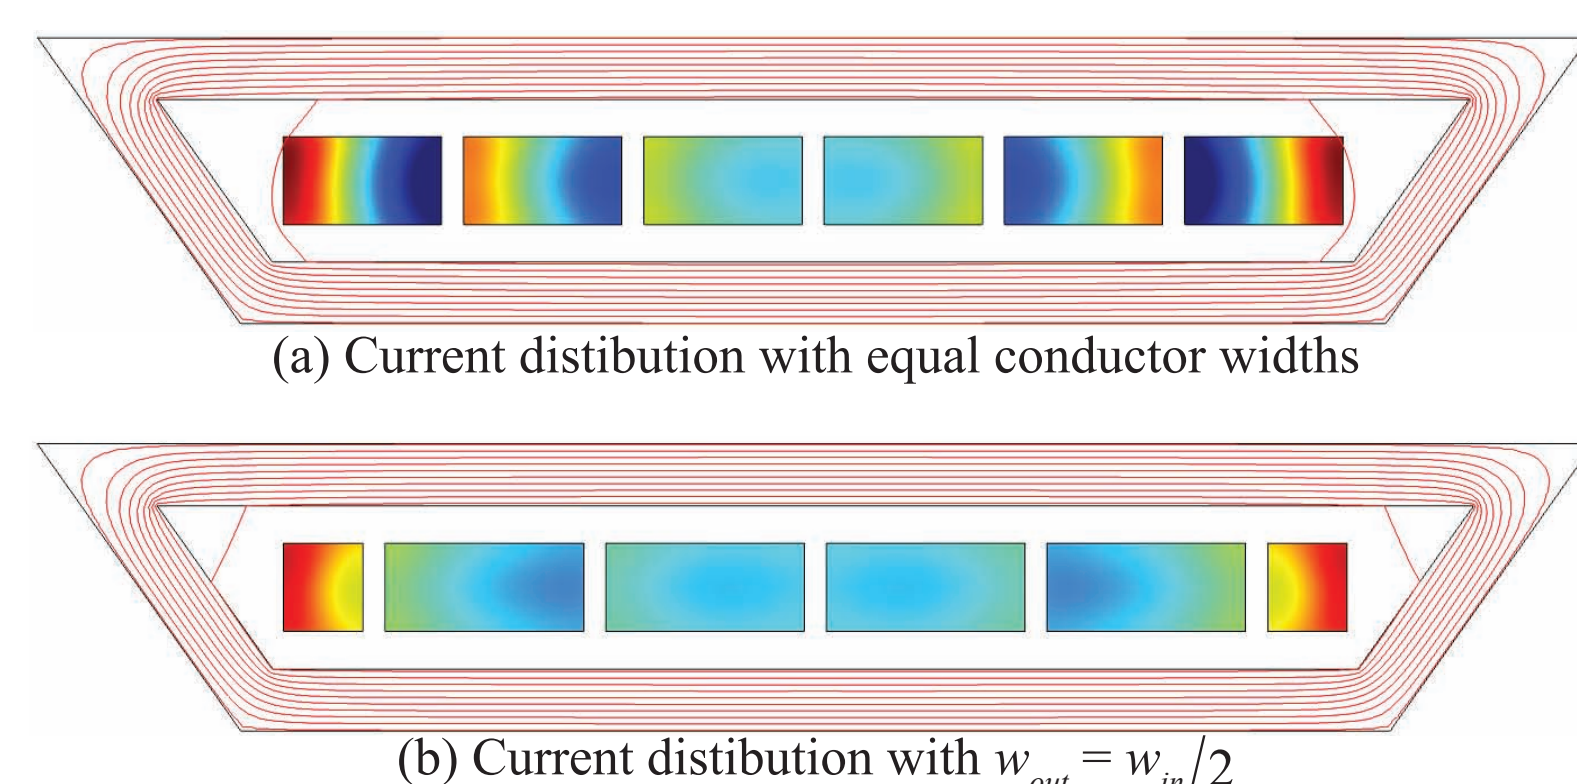 (a) Current distibution with equal conductor widths
(b) Current distibution with w_out = w_in/2